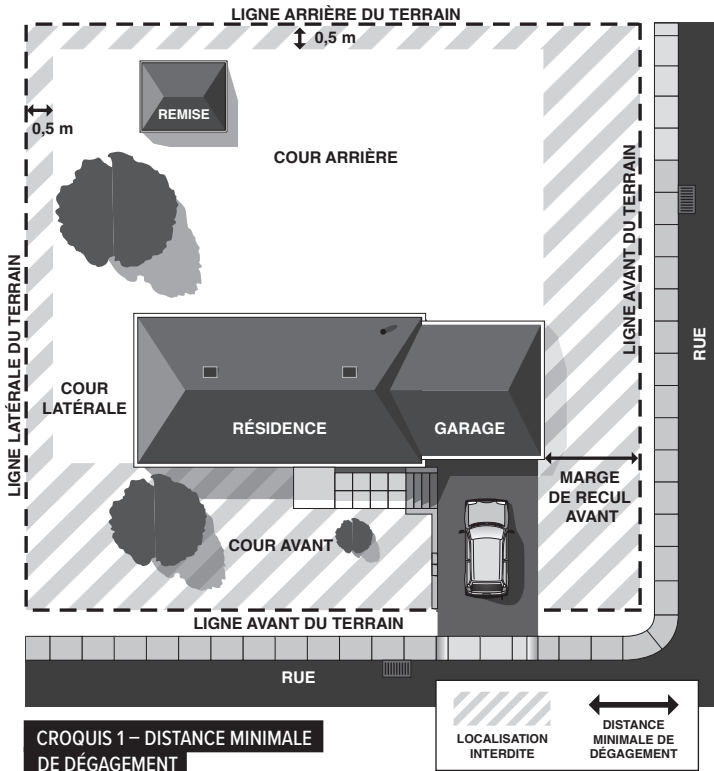 LIGNE ARRIÈRE DU TERRAIN
0,5 m
REMISE
0,5 m
COUR ARRIÈRE
LIGNE AVANT DU TERRAIN
LIGNE LATÉRALE DU TERRAIN
RUE
COUR
LATÉRALE
RÉSIDENCE
GARAGE
MARGE
DE RECUL
AVANT
COUR AVANT
LIGNE AVANT DU TERRAIN
RUE
CROQUIS 1 – DISTANCE MINIMALE
DE DÉGAGEMENT
LOCALISATION
INTERDITE
DISTANCE
MINIMALE DE
DÉGAGEMENT